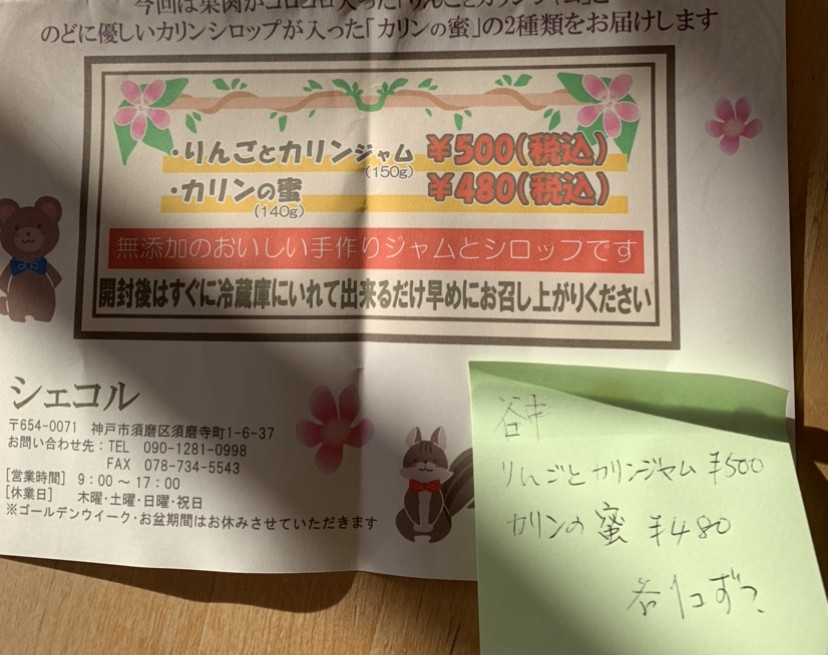 今回は果肉がゴロゴロ入った「りんごとカリンジャム」と
のどに優しいカリンシロップが入った「カリンの蜜」の2種類をお届けします
・りんごとカリンジャム ¥500(税込)
(150g)
・カリンの蜜 ¥480(税込)
(140g)
無添加のおいしい手作りジャムとシロップです
開封後はすぐに冷蔵庫にいれて出来るだけ早めにお召し上がりください
シェコル
〒654-0071 神戸市須磨区須磨寺町1-6-37
お問い合わせ先:TEL 090-1281-0998
FAX 078-734-5543
[営業時間] 9:00~17:00
[休業日] 木曜・土曜・日曜・祝日
※ゴールデンウイーク・お盆期間はお休みさせていただきます
谷中
りんごとカリンジャム ¥500
カリンの蜜 ¥480
各1コずつ